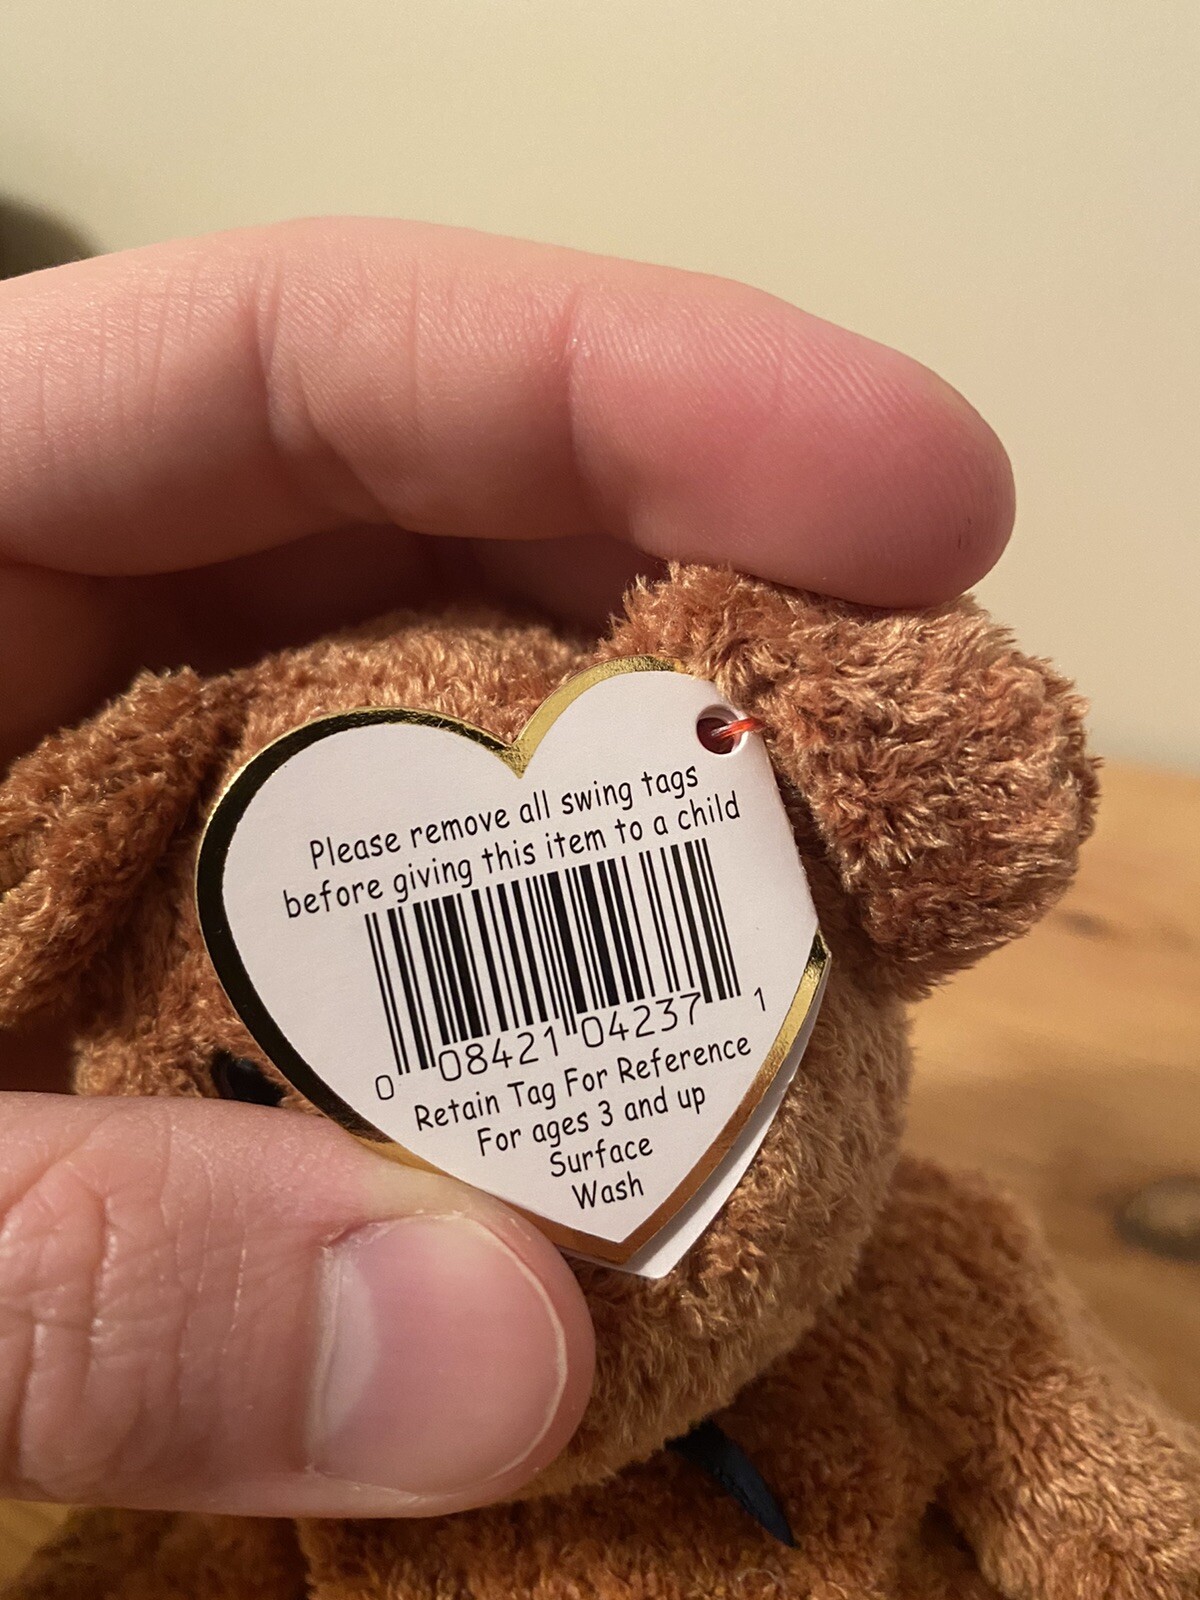 Please remove all swing tags
before giving this item to a child
0 08421 04237 1
Retain Tag For Reference
For ages 3 and up
Surface
Wash